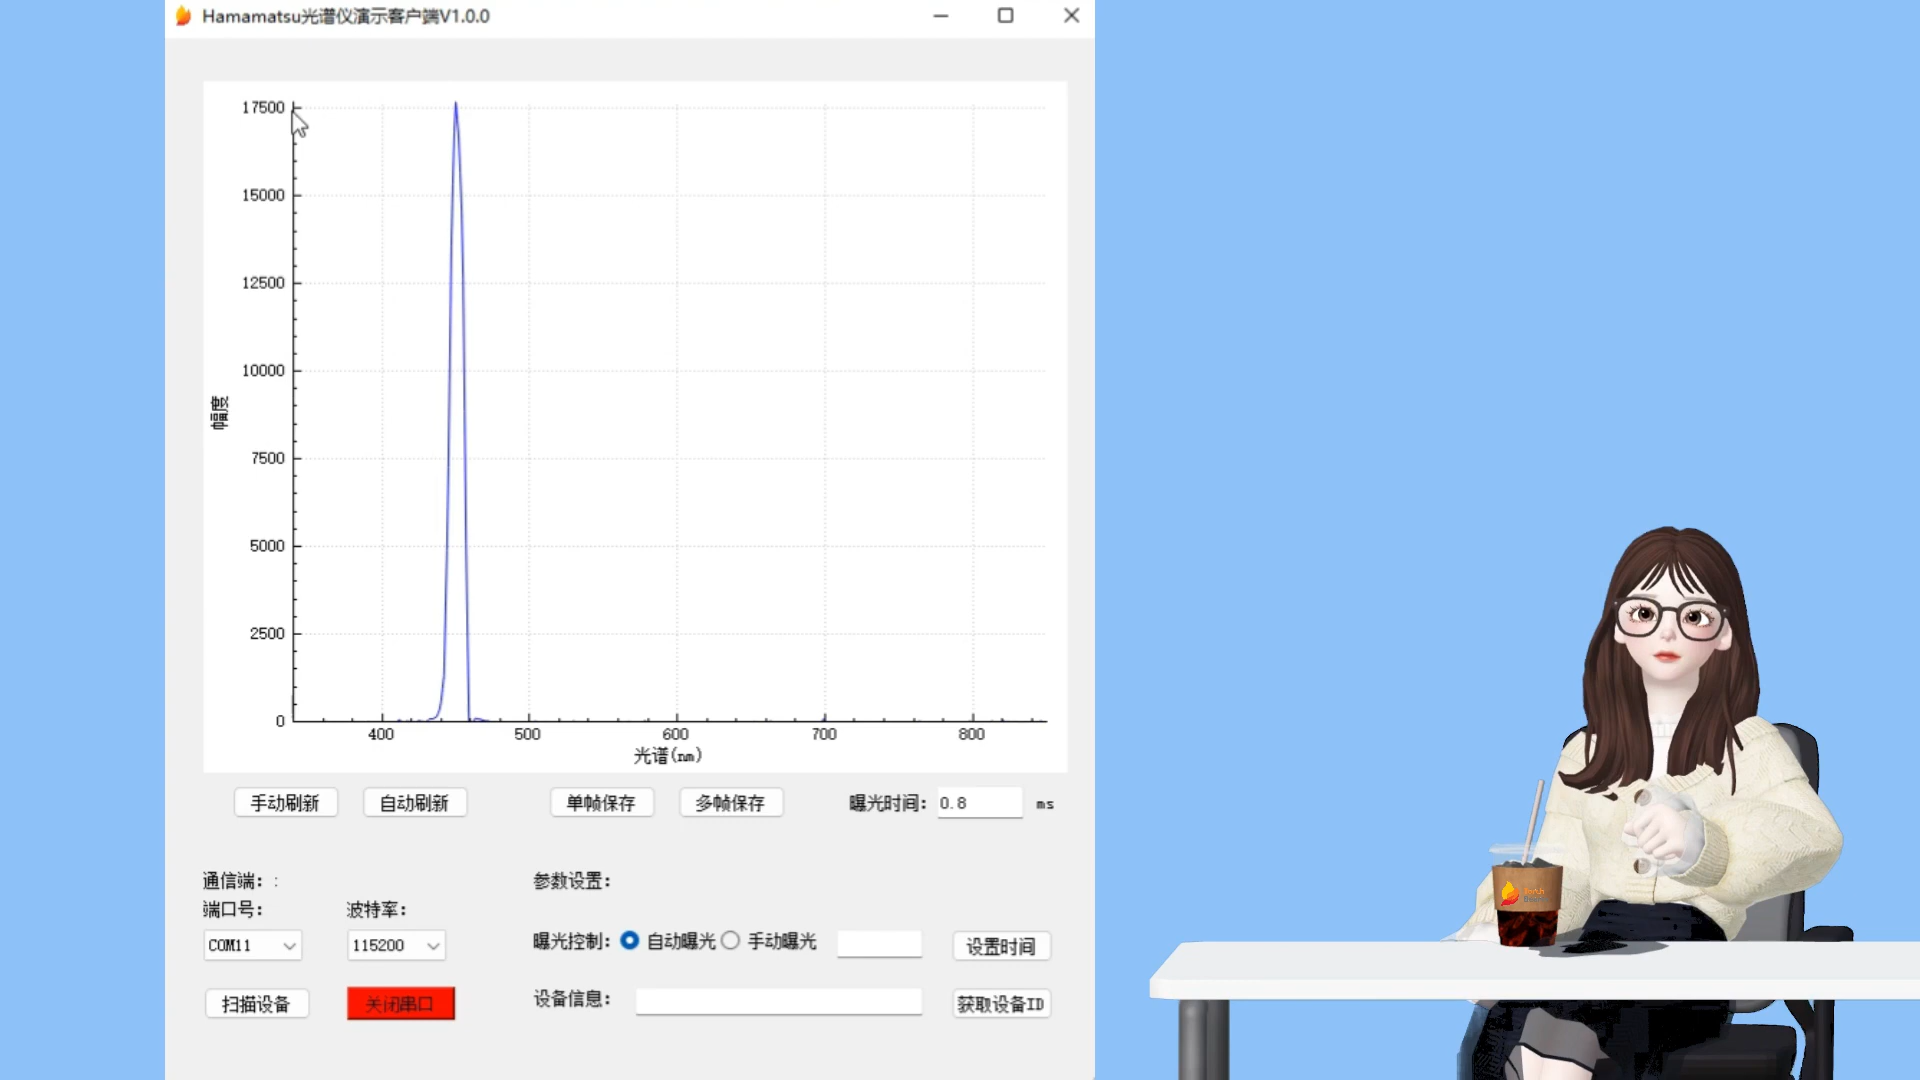 Hamamatsu光谱仪演示客户端V1.0.0
17500
15000
12500
10000
7500
5000
2500
0
幅度
400 500 600 700 800
光谱(nm)
手动刷新 自动刷新 单帧保存 多帧保存 曝光时间: 0.8 ms
通信端: : 参数设置:
端口号: 波特率:
COM11 115200 曝光控制: 自动曝光 手动曝光 设置时间
扫描设备 关闭串口 设备信息: 获取设备ID